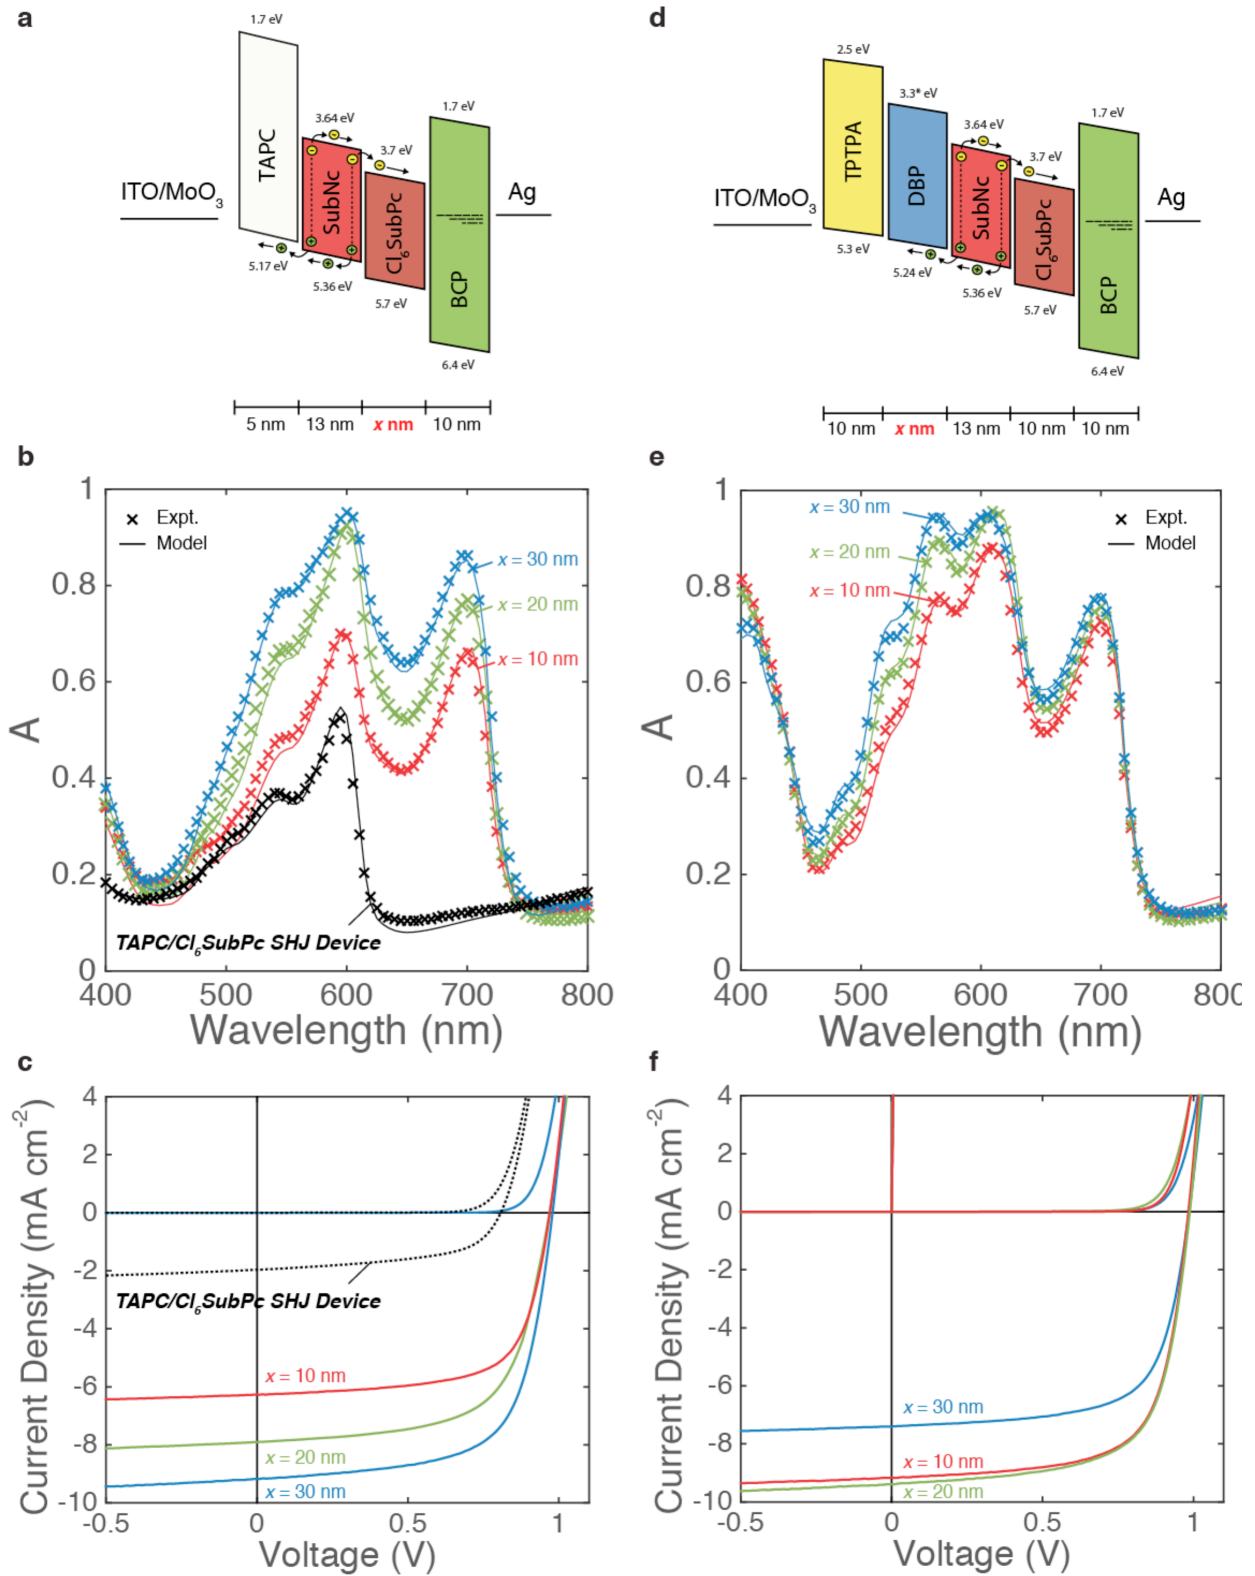 a
1.7 eV
TAPC
3.64 eV
SubNc
3.7 eV
Cl6SubPc
1.7 eV
BCP
ITO/MoO3
Ag
5.17 eV
5.36 eV
5.7 eV
6.4 eV
5 nm 13 nm x nm 10 nm
d
2.5 eV
TPTPA
3.3* eV
DBP
3.64 eV
SubNc
3.7 eV
Cl6SubPc
1.7 eV
BCP
ITO/MoO3
Ag
5.3 eV
5.24 eV
5.36 eV
5.7 eV
6.4 eV
10 nm x nm 13 nm 10 nm 10 nm
b
A
1
0.8
0.6
0.4
0.2
0
Expt.
Model
x = 30 nm
x = 20 nm
x = 10 nm
TAPC/Cl6SubPc SHJ Device
400 500 600 700 800
Wavelength (nm)
e
A
1
0.8
0.6
0.4
0.2
0
x = 30 nm
x = 20 nm
x = 10 nm
Expt.
Model
400 500 600 700 800
Wavelength (nm)
c
Current Density (mA cm-2)
4
2
0
-2
-4
-6
-8
-10
TAPC/Cl6SubPc SHJ Device
x = 10 nm
x = 20 nm
x = 30 nm
-0.5 0 0.5 1
Voltage (V)
f
Current Density (mA cm-2)
4
2
0
-2
-4
-6
-8
-10
x = 30 nm
x = 10 nm
x = 20 nm
-0.5 0 0.5 1
Voltage (V)